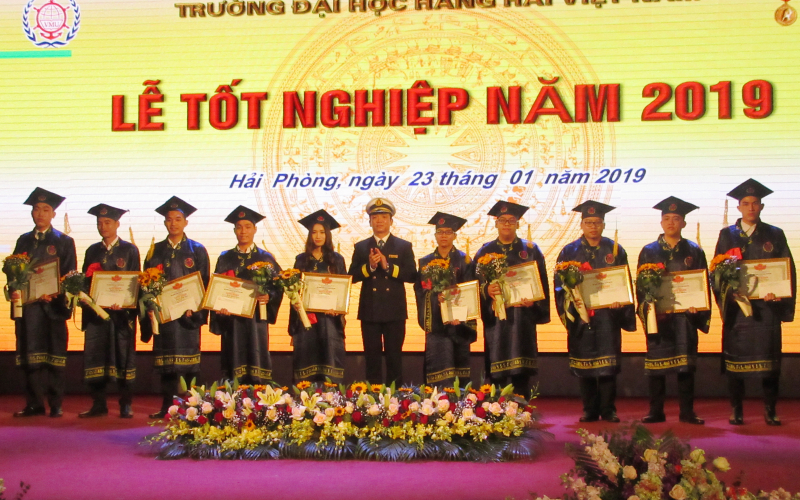 TRƯỜNG ĐẠI HỌC HÀNG HẢI VIỆT NAM
VMU
LỄ TỐT NGHIỆP NĂM 2019
Hải Phòng, ngày 23 tháng 01 năm 2019